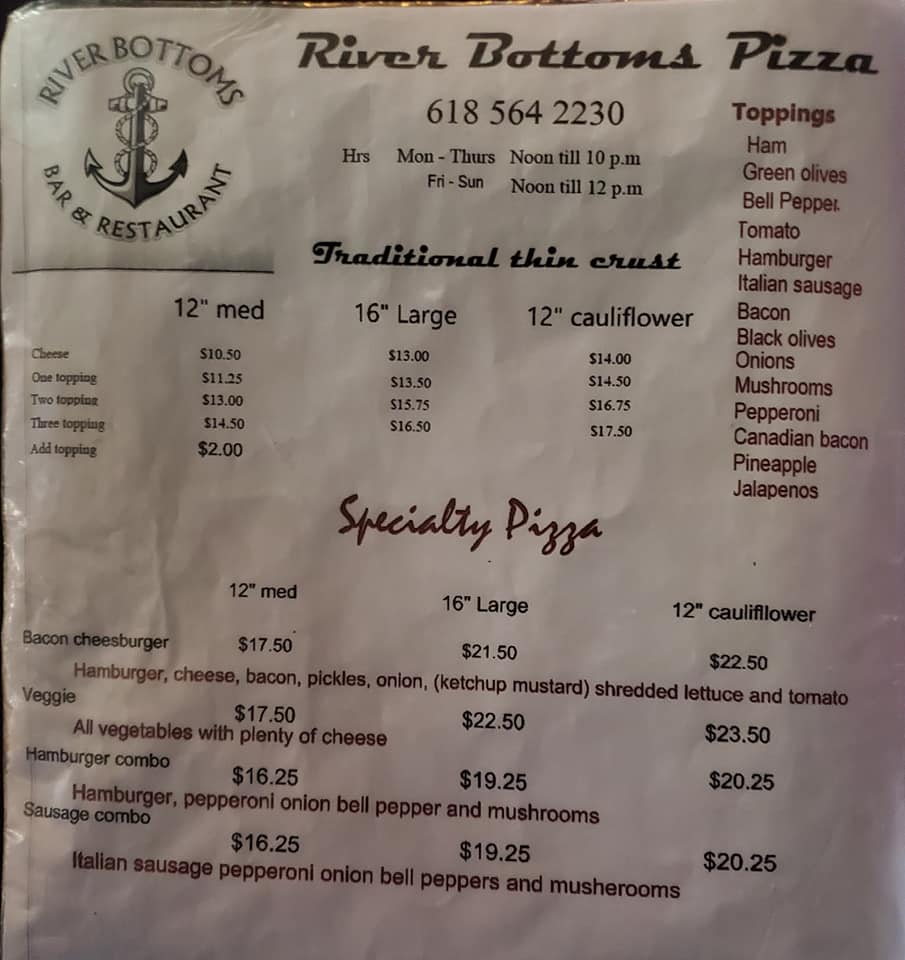 RIVER BOTTOMS
BAR & RESTAURANT
River Bottoms Pizza
618 564 2230
Hrs Mon - Thurs Noon till 10 p.m
Fri - Sun Noon till 12 p.m
Toppings
Ham
Green olives
Bell Pepper.
Tomato
Hamburger
Italian sausage
Bacon
Black olives
Onions
Mushrooms
Pepperoni
Canadian bacon
Pineapple
Jalapenos
Traditional thin crust
12" med 16" Large 12" cauliflower
Cheese $10.50 $13.00 $14.00
One topping $11.25 $13.50 $14.50
Two topping $13.00 $15.75 $16.75
Three topping $14.50 $16.50 $17.50
Add topping $2.00
Specialty Pizza
12" med 16" Large 12" cauliflllower
Bacon cheesburger $17.50 $21.50 $22.50
Hamburger, cheese, bacon, pickles, onion, (ketchup mustard) shredded lettuce and tomato
Veggie $17.50 $22.50 $23.50
All vegetables with plenty of cheese
Hamburger combo $16.25 $19.25 $20.25
Hamburger, pepperoni onion bell pepper and mushrooms
Sausage combo $16.25 $19.25 $20.25
Italian sausage pepperoni onion bell peppers and musherooms